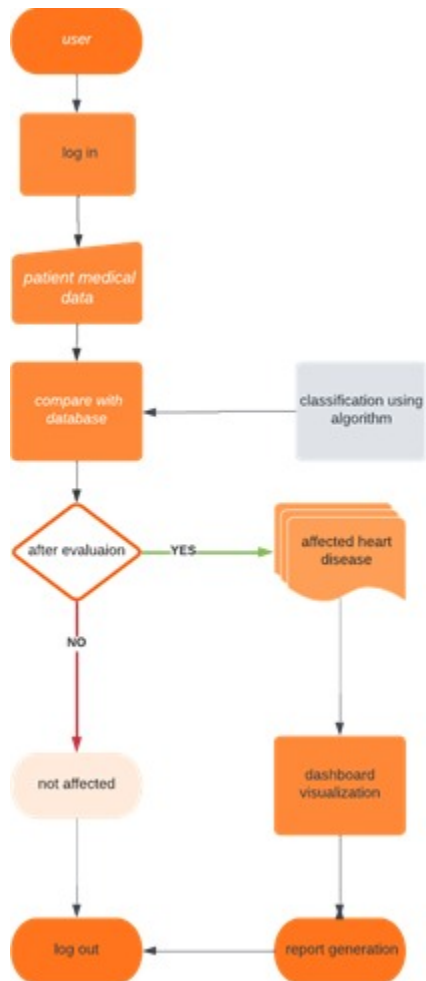 user
log in
patient medical
data
compare with
database
classification using
algorithm
after evaluaion
YES
affected heart
disease
NO
not affected
dashboard
visualization
log out
report generation